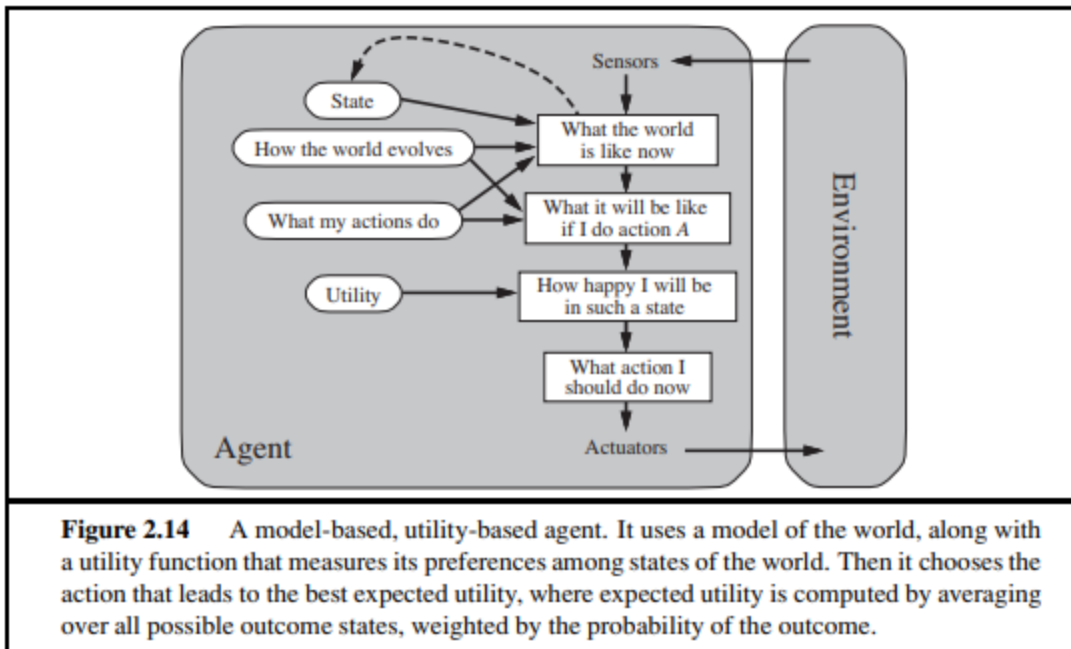 Sensors
State
What the world
is like now
How the world evolves
What my actions do
What it will be like
if I do action A
Utility
How happy I will be
in such a state
What action I
should do now
Agent
Actuators
Environment
Figure 2.14 A model-based, utility-based agent. It uses a model of the world, along with
a utility function that measures its preferences among states of the world. Then it chooses the
action that leads to the best expected utility, where expected utility is computed by averaging
over all possible outcome states, weighted by the probability of the outcome.